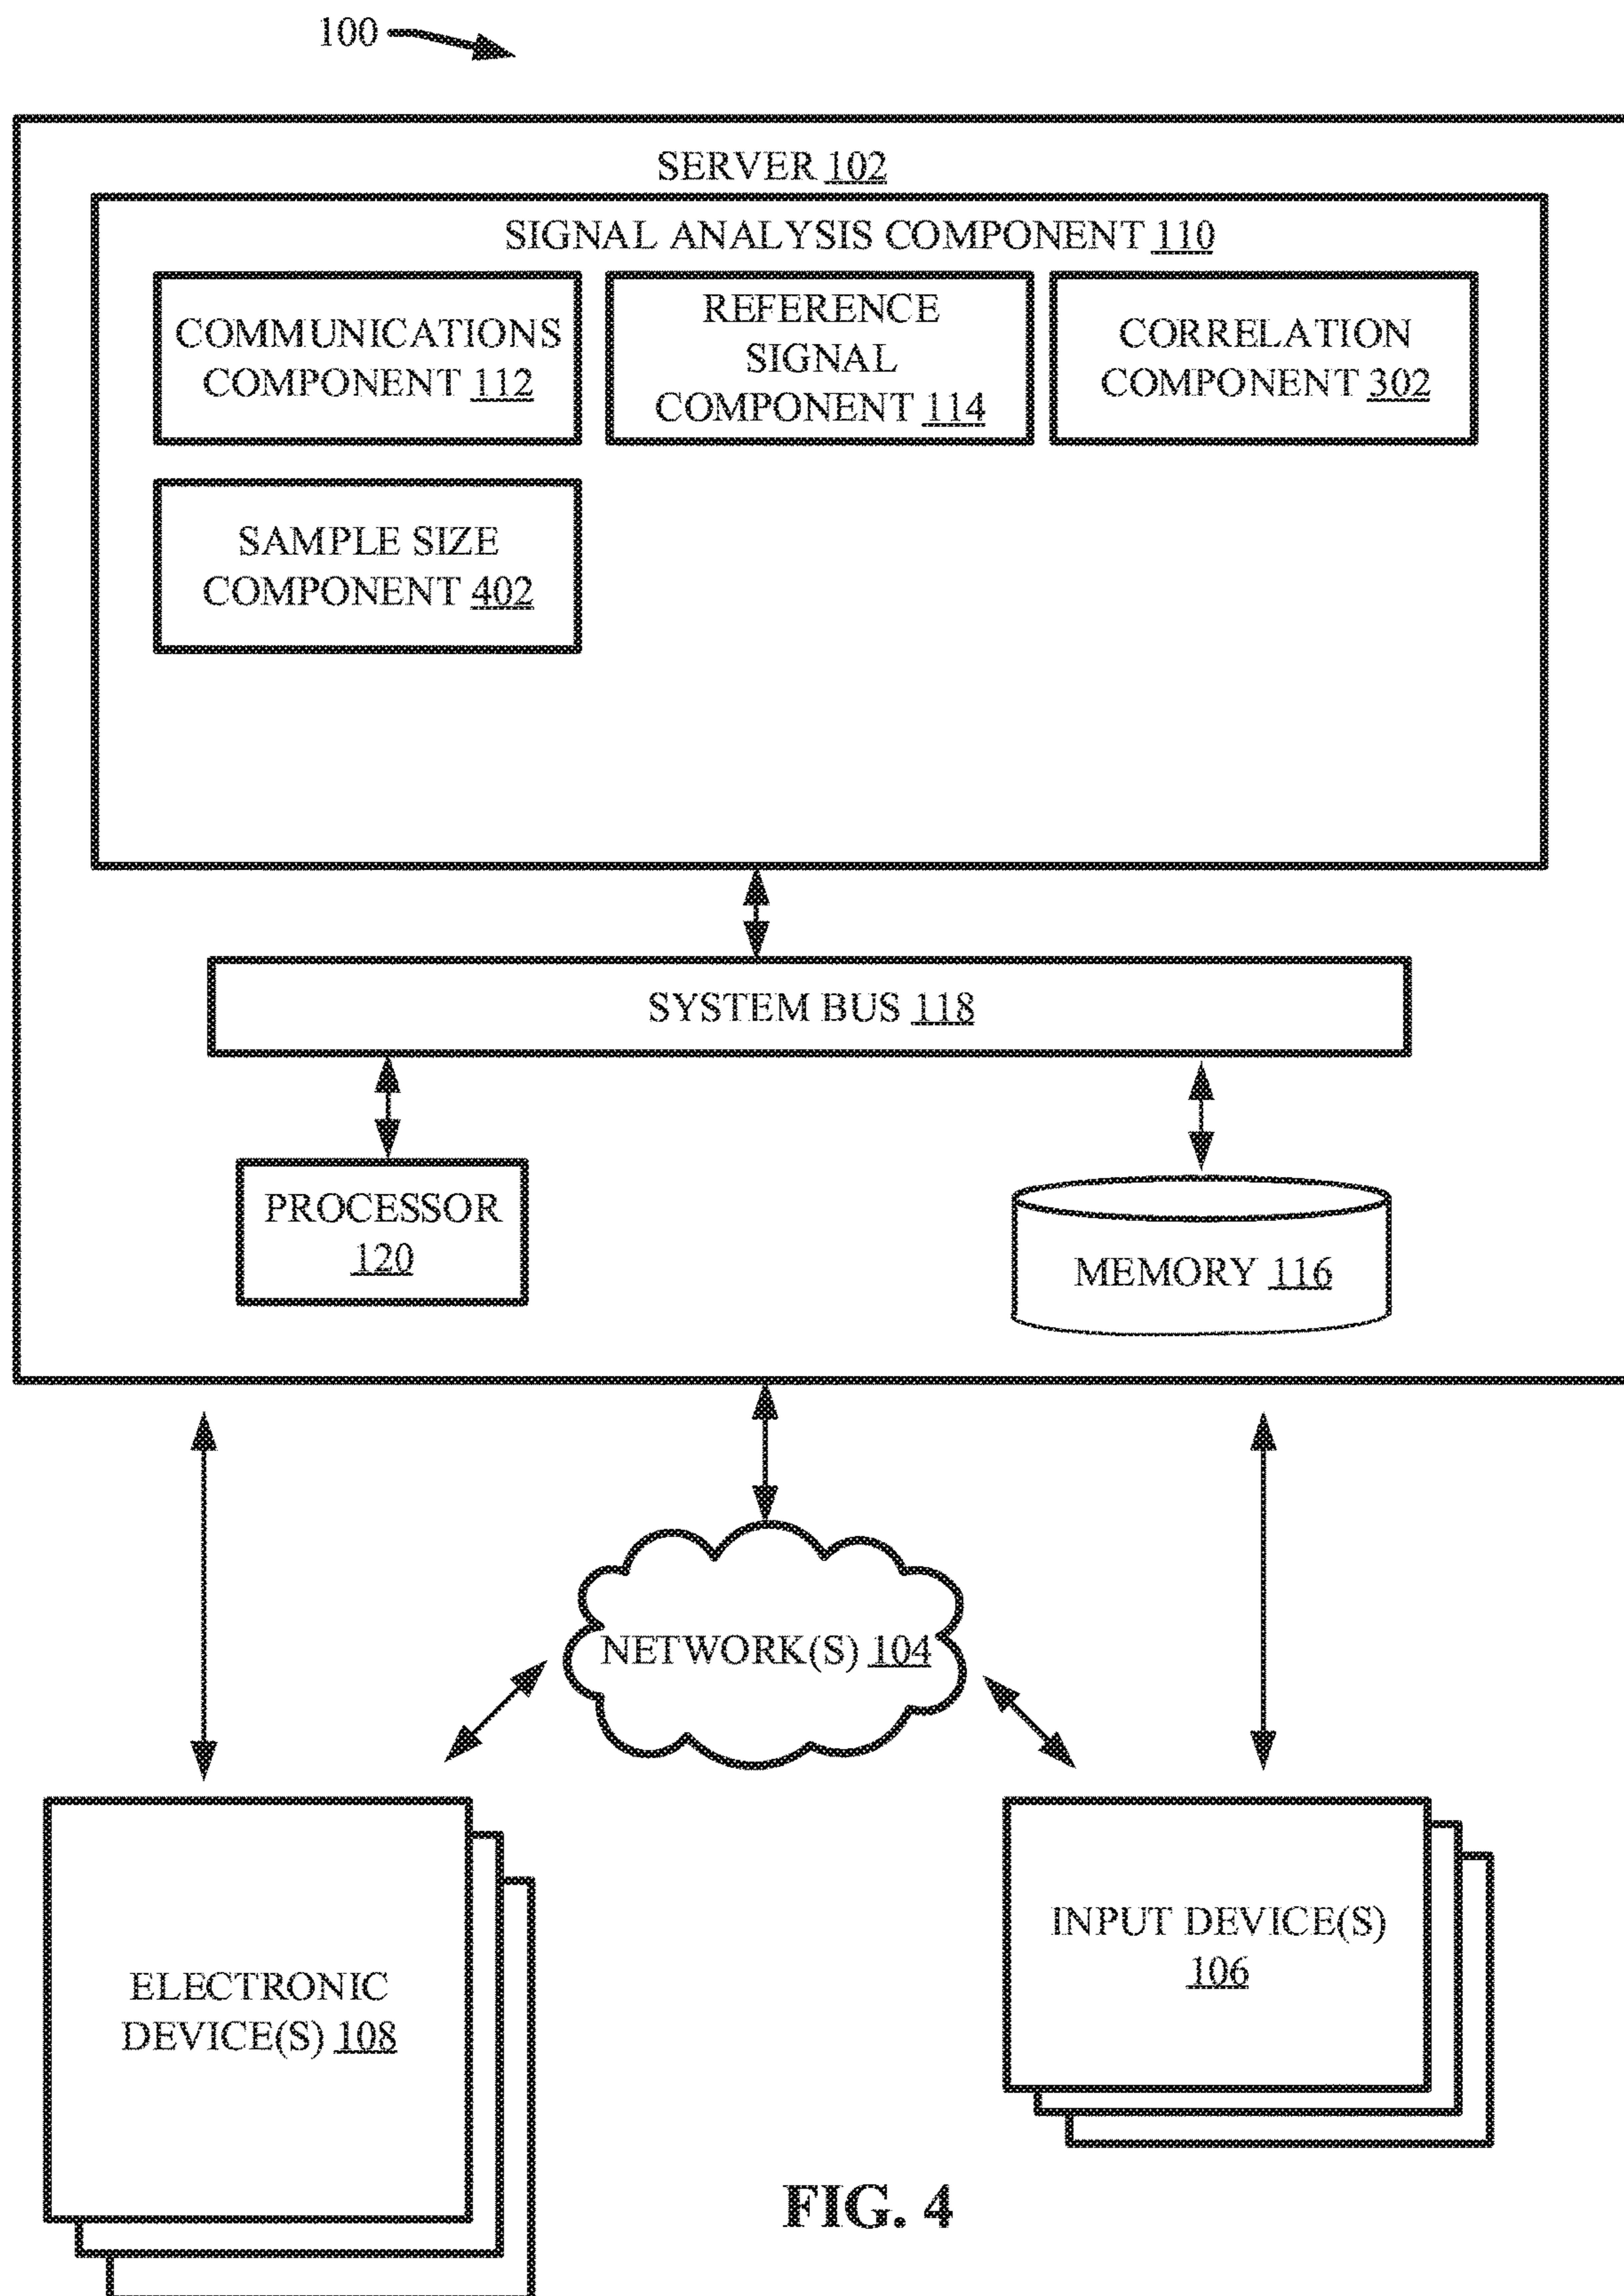 100
SERVER 102
SIGNAL ANALYSIS COMPONENT 110
COMMUNICATIONS
COMPONENT 112
REFERENCE
SIGNAL
COMPONENT 114
CORRELATION
COMPONENT 302
SAMPLE SIZE
COMPONENT 402
SYSTEM BUS 118
PROCESSOR
120
MEMORY 116
NETWORK(S) 104
ELECTRONIC
DEVICE(S) 108
INPUT DEVICE(S)
106
FIG. 4